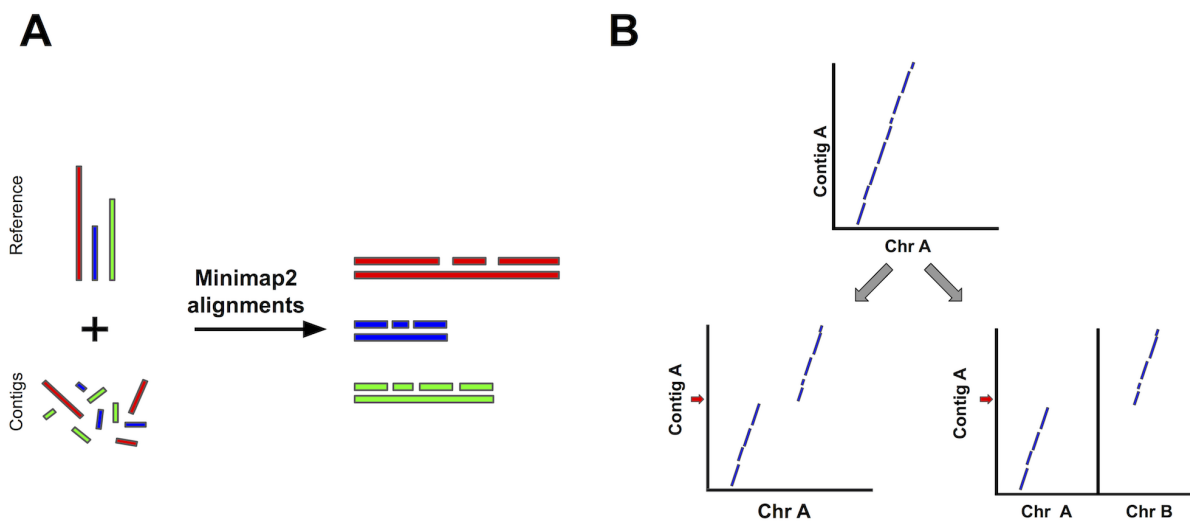 A
B
Reference
Contigs
+
Minimap2
alignments
Contig A
Chr A
Contig A
Chr A
Contig A
Chr A
Chr B